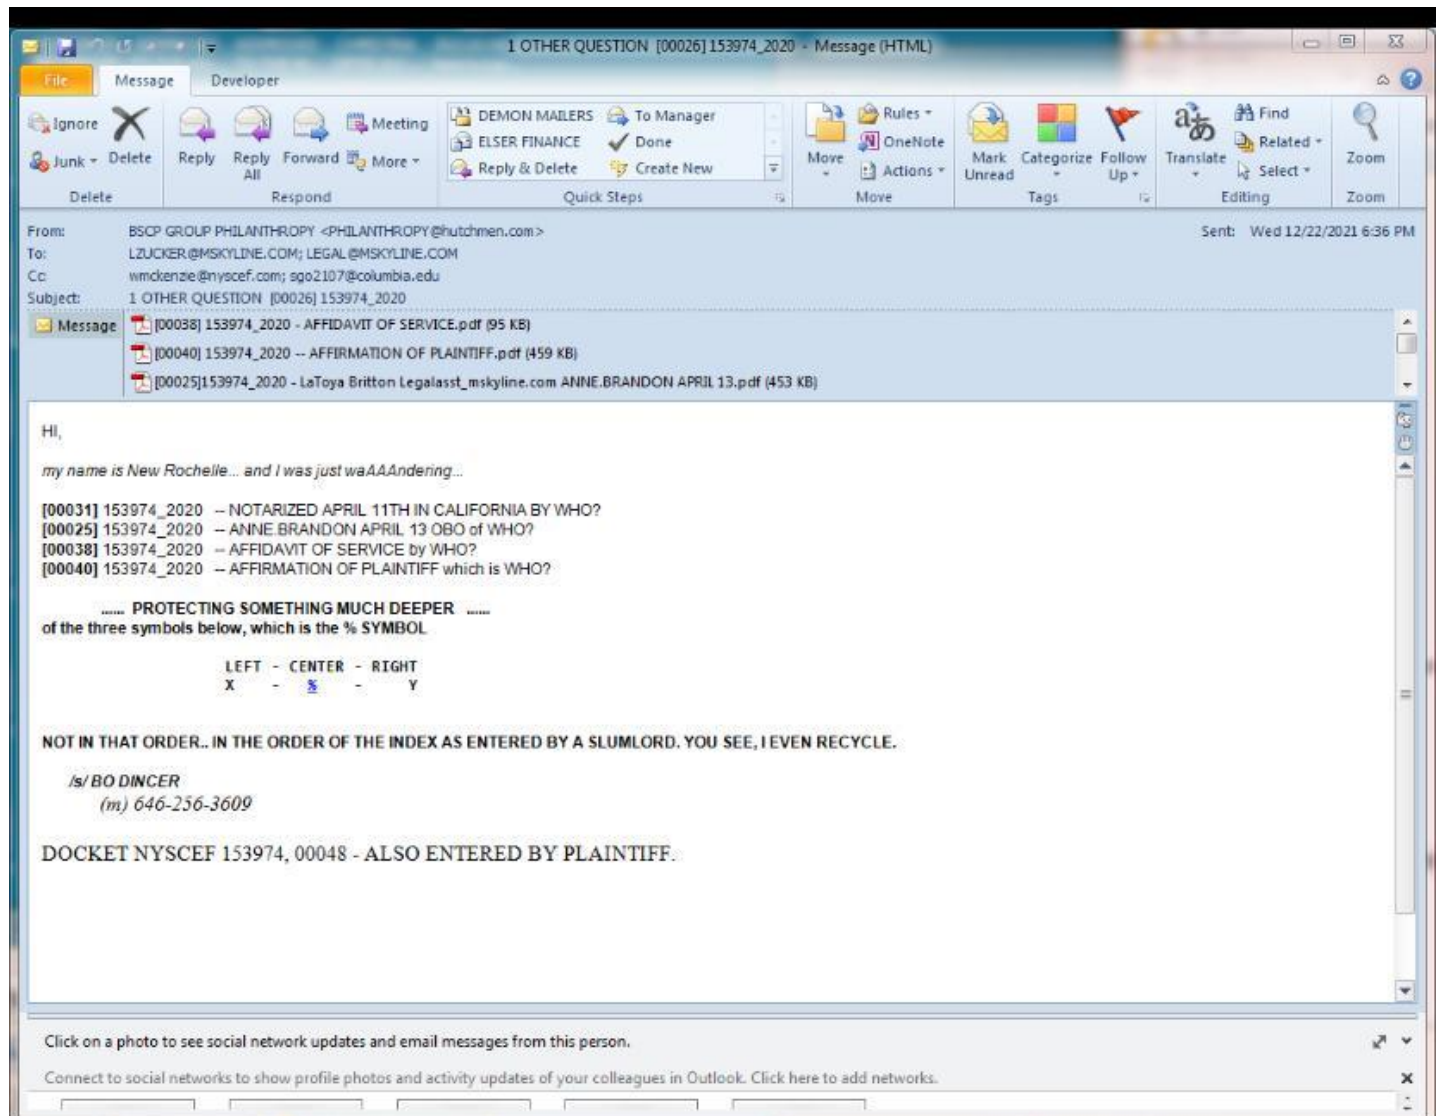 1 OTHER QUESTION [00026] 153974_2020 - Message (HTML)
File Message Developer
Ignore
Junk
Delete
Delete
Reply
Reply All
Forward
Meeting
More
Respond
DEMON MAILERS
To Manager
ELSER FINANCE
Done
Reply & Delete
Create New
Quick Steps
Move
Rules
OneNote
Actions
Move
Mark Unread
Categorize
Follow Up
Tags
Translate
Find
Related
Select
Editing
Zoom
Zoom
From: BSCP GROUP PHILANTHROPY <PHILANTHROPY@hutchmen.com>
Sent: Wed 12/22/2021 6:36 PM
To: LZUCKER@MSKYLINE.COM; LEGAL@MSKYLINE.COM
Cc: wmckenzie@nyscef.com; sgo2107@columbia.edu
Subject: 1 OTHER QUESTION [00026] 153974_2020
Message
[00038] 153974_2020 - AFFIDAVIT OF SERVICE.pdf (95 KB)
[00040] 153974_2020 -- AFFIRMATION OF PLAINTIFF.pdf (459 KB)
[00025]153974_2020 - LaToya Britton Legalasst_mskyline.com ANNE.BRANDON APRIL 13.pdf (453 KB)
HI,
my name is New Rochelle... and I was just waAAAndering...
[00031] 153974_2020 -- NOTARIZED APRIL 11TH IN CALIFORNIA BY WHO?
[00025] 153974_2020 -- ANNE.BRANDON APRIL 13 OBO of WHO?
[00038] 153974_2020 -- AFFIDAVIT OF SERVICE by WHO?
[00040] 153974_2020 -- AFFIRMATION OF PLAINTIFF which is WHO?
...... PROTECTING SOMETHING MUCH DEEPER ......
of the three symbols below, which is the % SYMBOL
LEFT - CENTER - RIGHT
X - % - Y
NOT IN THAT ORDER.. IN THE ORDER OF THE INDEX AS ENTERED BY A SLUMLORD. YOU SEE, I EVEN RECYCLE.
/s/ BO DINCER
(m) 646-256-3609
DOCKET NYSCEF 153974, 00048 - ALSO ENTERED BY PLAINTIFF.
Click on a photo to see social network updates and email messages from this person.
Connect to social networks to show profile photos and activity updates of your colleagues in Outlook. Click here to add networks.